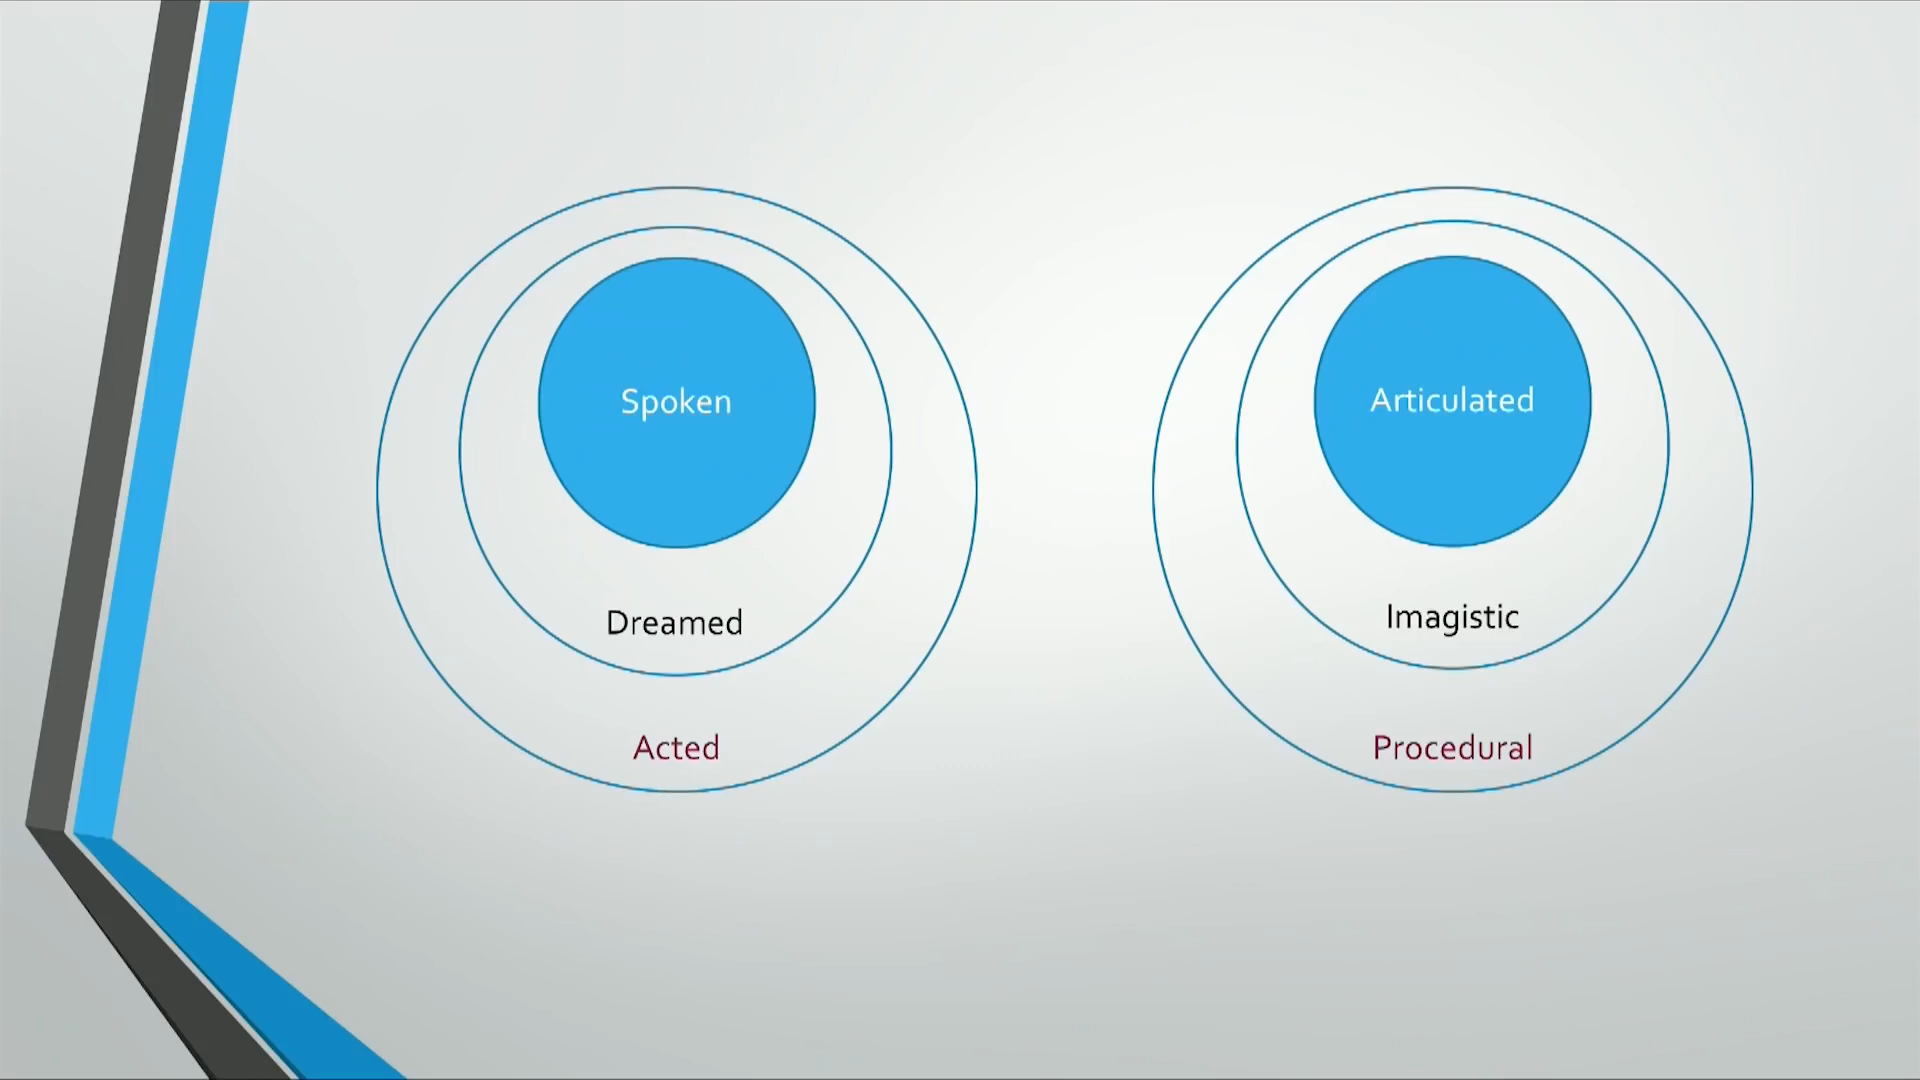 Spoken
Dreamed
Acted
Articulated
Imagistic
Procedural